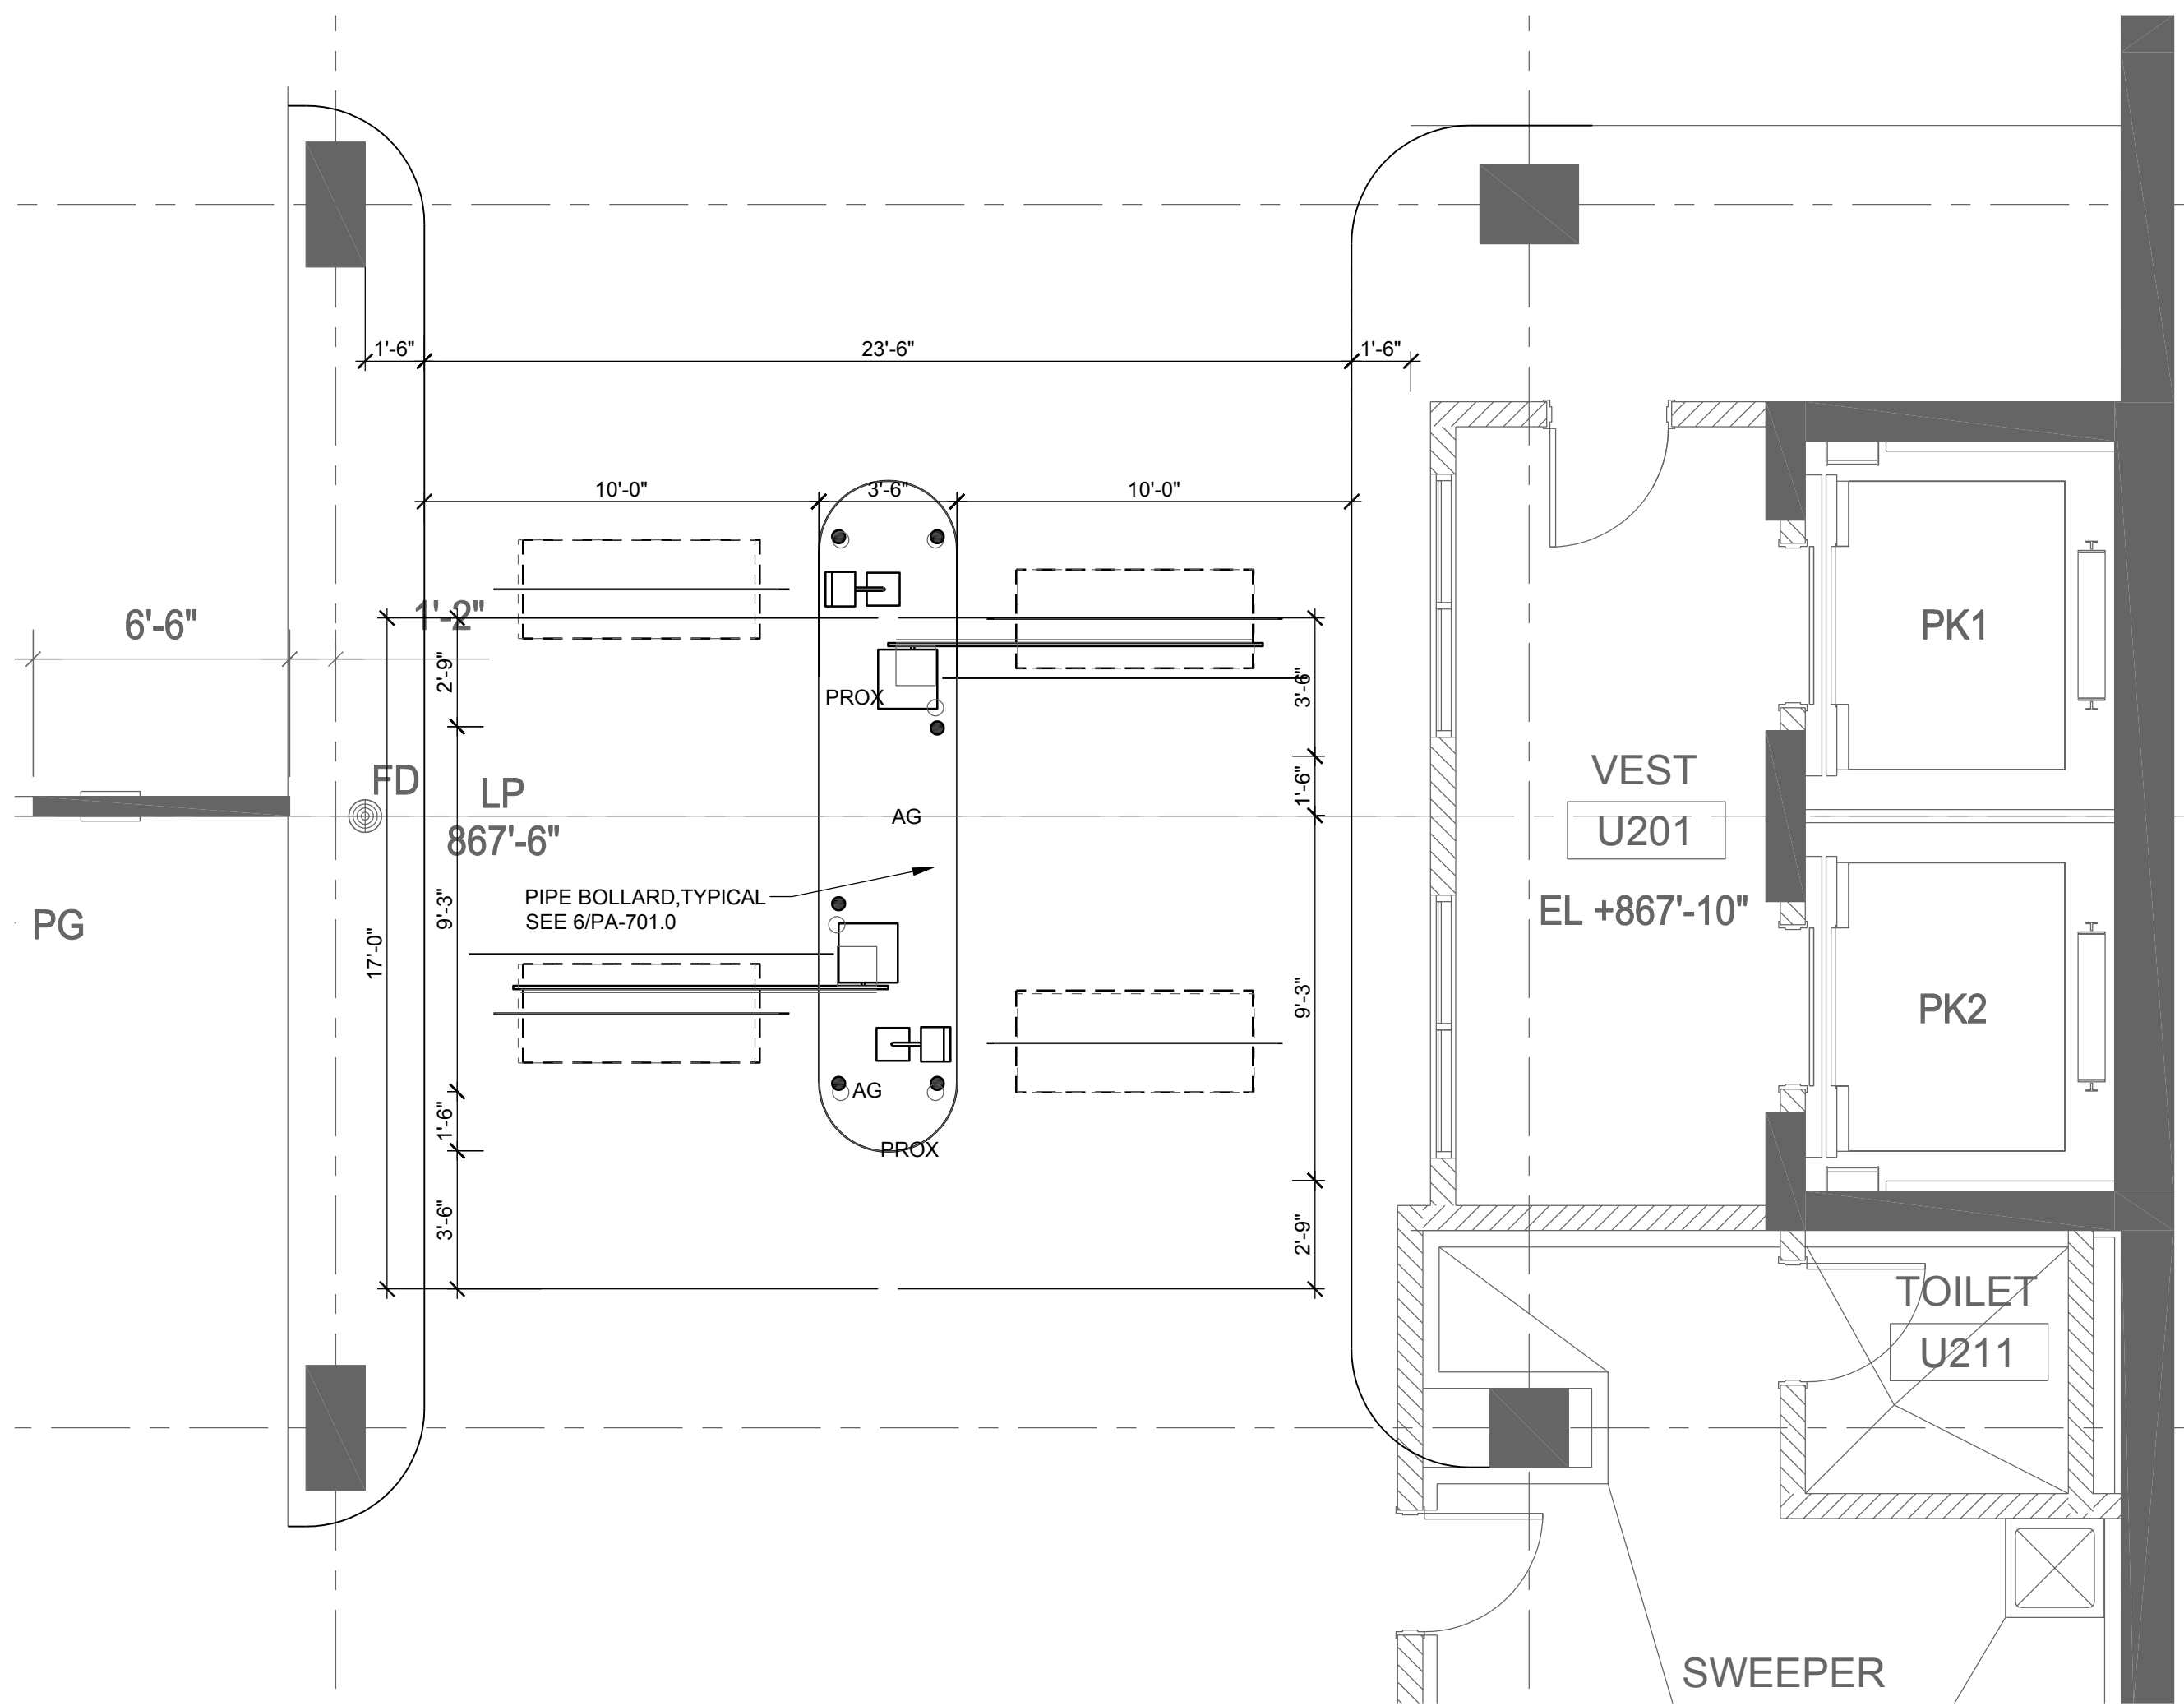 1'-6"
23'-6"
1'-6"
10'-0"
3'-6"
10'-0"
6'-6"
1'-2"
2'-9"
3'-6"
PROX
PK1
FD
LP
867'-6"
1'-6"
AG
VEST
U201
EL +867'-10"
PG
PIPE BOLLARD,TYPICAL
SEE 6/PA-701.0
9'-3"
17'-0"
9'-3"
PK2
1'-6"
AG
PROX
3'-6"
2'-9"
TOILET
U211
SWEEPER